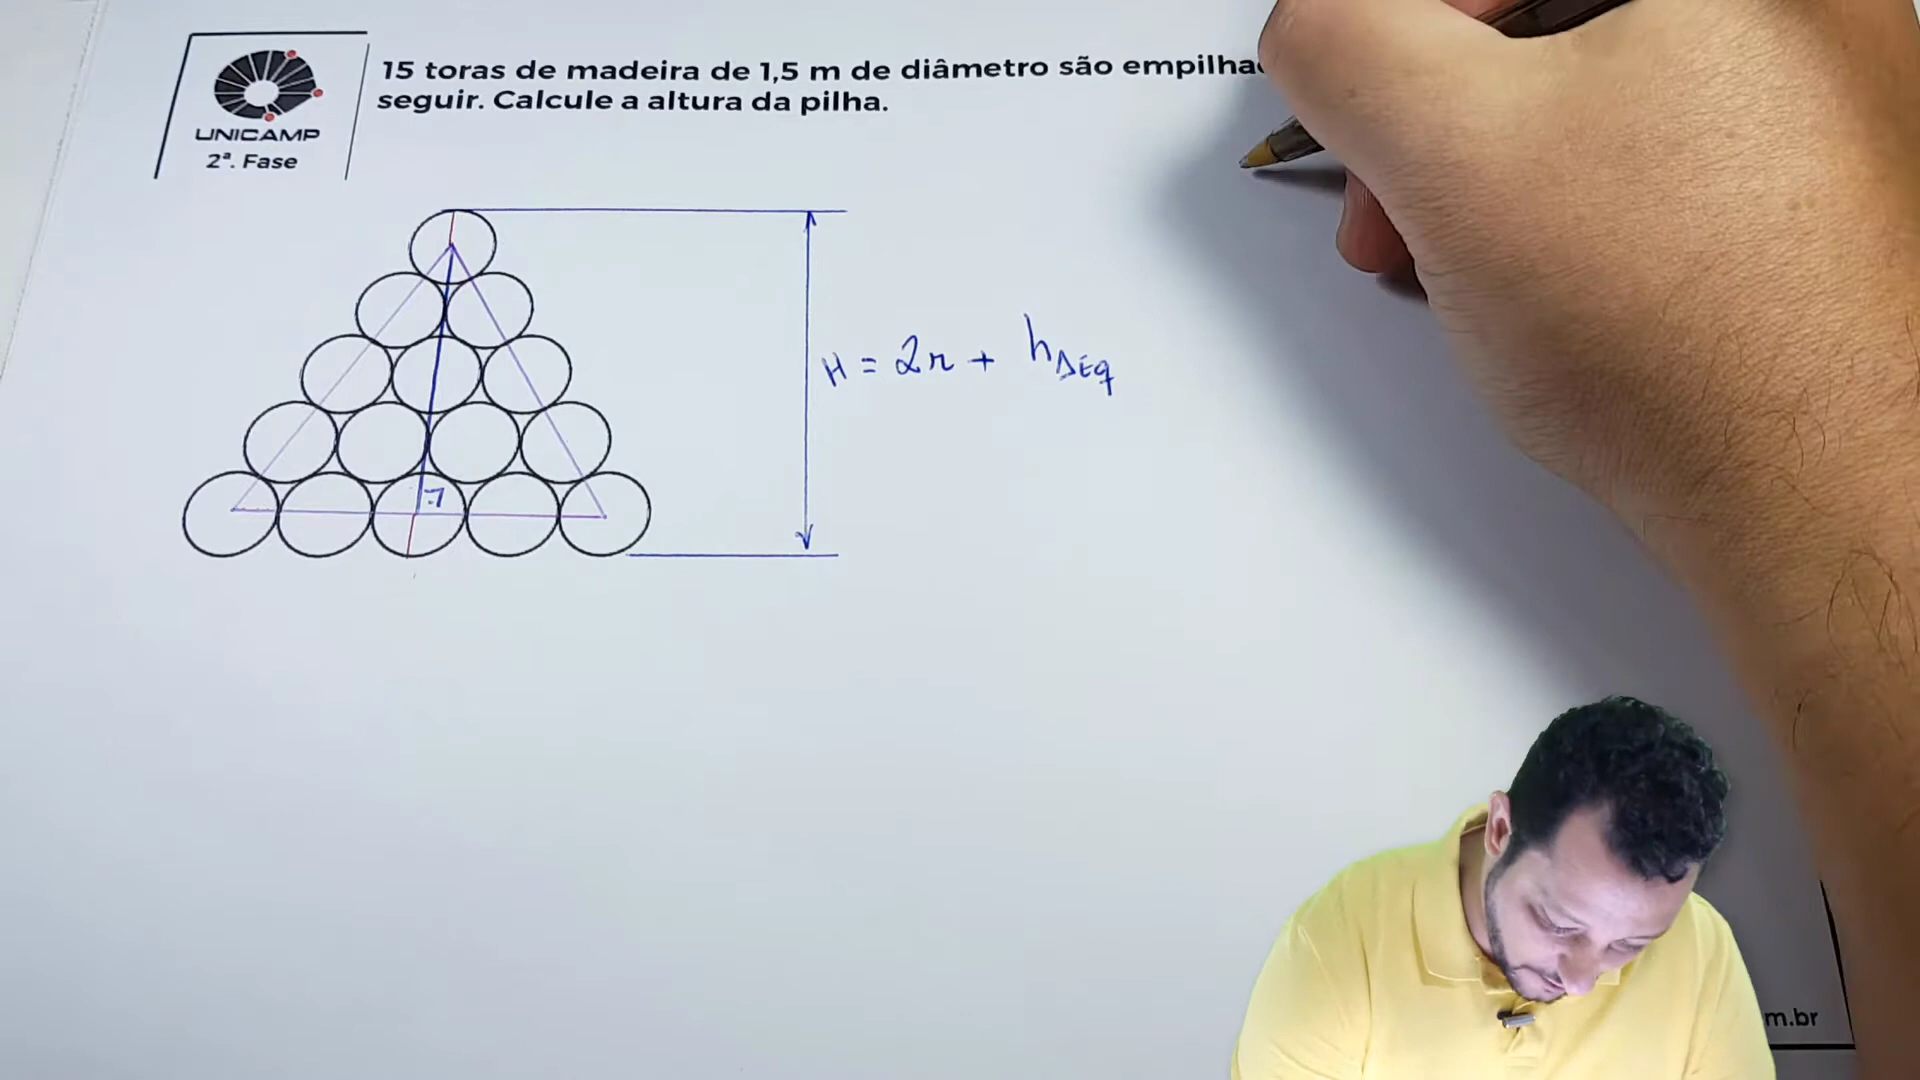 15 toras de madeira de 1,5 m de diâmetro são
seguir. Calcule a altura da pilha.
UNICAMP
2ª. Fase
H = 2r + hΔEq
m.br